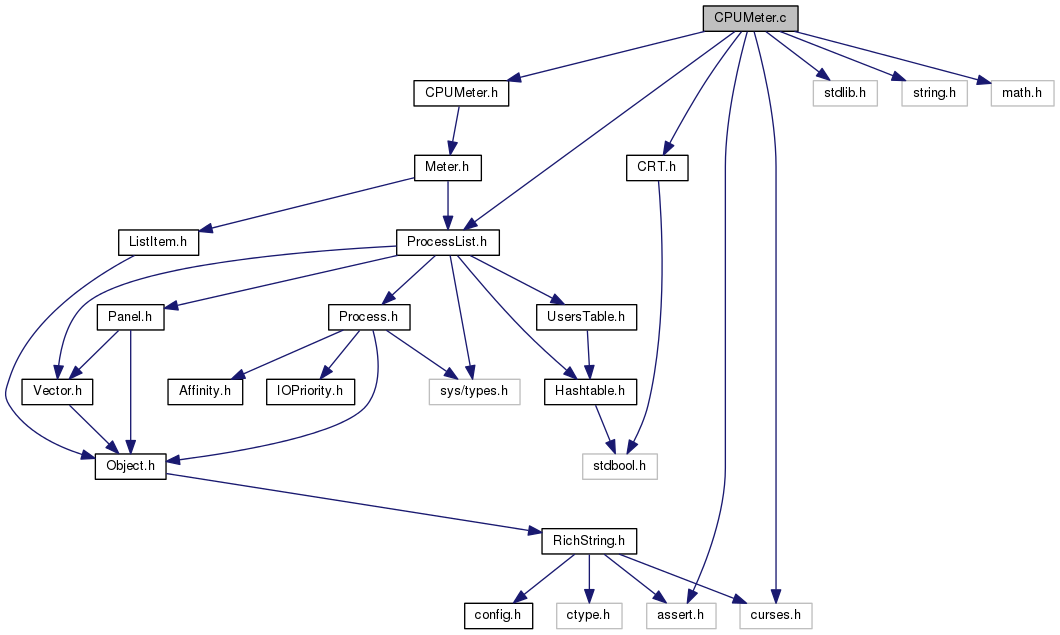 CPUMeter.c
CPUMeter.h
stdlib.h
string.h
math.h
Meter.h
CRT.h
ListItem.h
ProcessList.h
Panel.h
Process.h
UsersTable.h
Vector.h
Affinity.h
IOPriority.h
sys/types.h
Hashtable.h
Object.h
stdbool.h
RichString.h
config.h
ctype.h
assert.h
curses.h